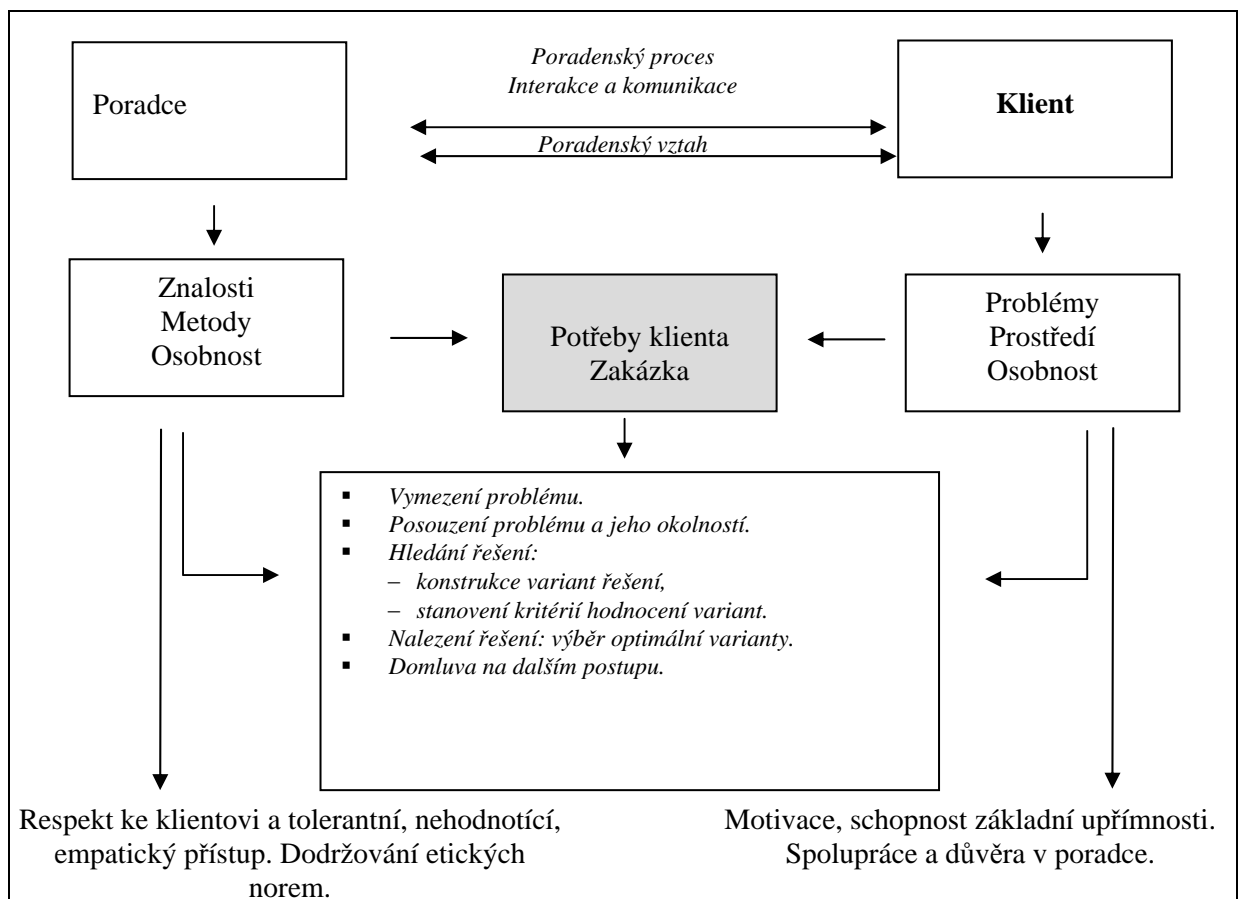 Poradce
Poradenský proces
Interakce a komunikace
Poradenský vztah
Klient
Znalosti
Metody
Osobnost
Potřeby klienta
Zakázka
Problémy
Prostředí
Osobnost
▪ Vymezení problému.
▪ Posouzení problému a jeho okolností.
▪ Hledání řešení:
– konstrukce variant řešení,
– stanovení kritérií hodnocení variant.
▪ Nalezení řešení: výběr optimální varianty.
▪ Domluva na dalším postupu.
Respekt ke klientovi a tolerantní, nehodnotící,
empatický přístup. Dodržování etických
norem.
Motivace, schopnost základní upřímnosti.
Spolupráce a důvěra v poradce.